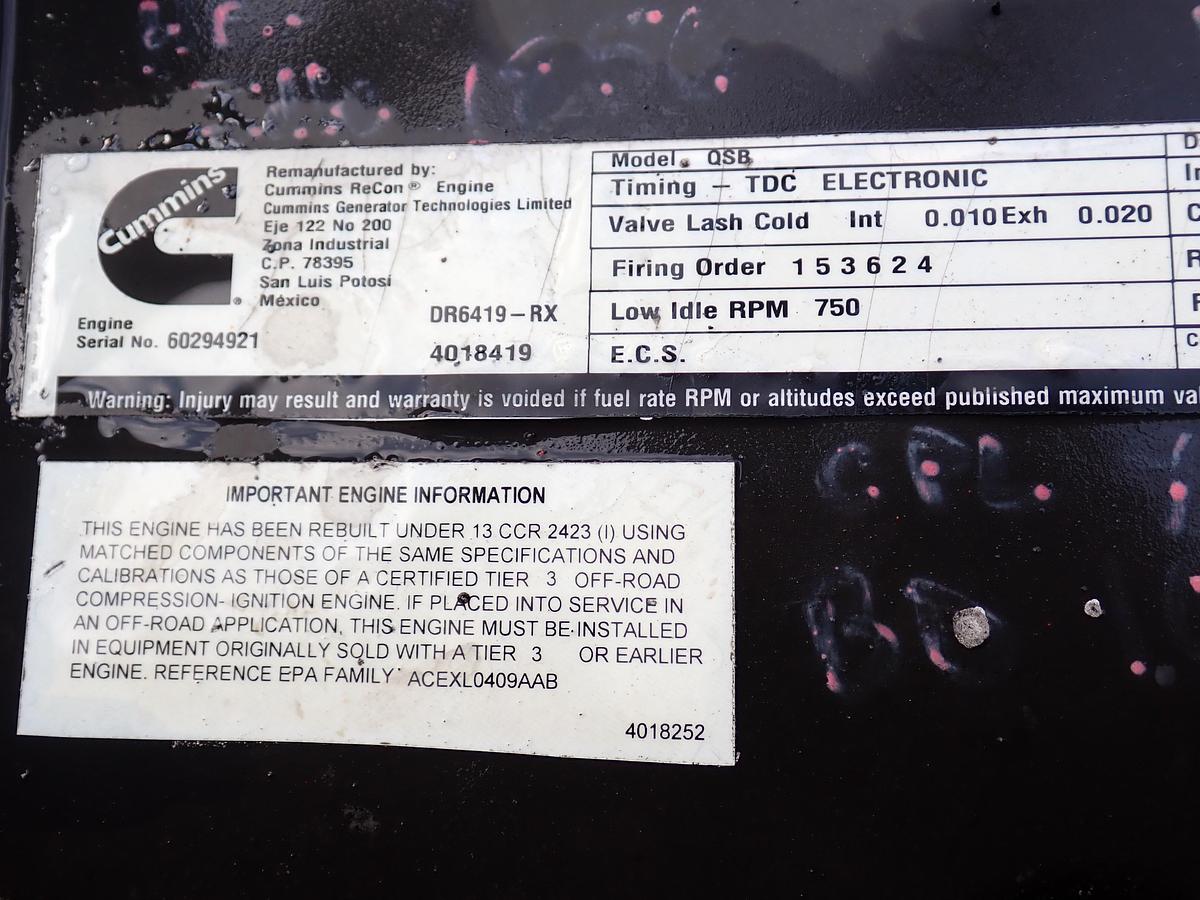 Cummins
Remanufactured by:
Cummins ReCon® Engine
Cummins Generator Technologies Limited
Eje 122 No 200
Zona Industrial
C.P. 78395
San Luis Potosí
México
Engine
Serial No. 60294921
DR6419-RX
4018419
Model QSB
Timing – TDC ELECTRONIC
Valve Lash Cold Int 0.010 Exh 0.020
Firing Order 1 5 3 6 2 4
Low Idle RPM 750
E.C.S.
Warning: Injury may result and warranty is voided if fuel rate RPM or altitudes exceed published maximum va
IMPORTANT ENGINE INFORMATION
THIS ENGINE HAS BEEN REBUILT UNDER 13 CCR 2423 (I) USING
MATCHED COMPONENTS OF THE SAME SPECIFICATIONS AND
CALIBRATIONS AS THOSE OF A CERTIFIED TIER 3 OFF-ROAD
COMPRESSION- IGNITION ENGINE. IF PLACED INTO SERVICE IN
AN OFF-ROAD APPLICATION, THIS ENGINE MUST BE INSTALLED
IN EQUIPMENT ORIGINALLY SOLD WITH A TIER 3 OR EARLIER
ENGINE. REFERENCE EPA FAMILY ACEXL0409AAB
4018252
CPL